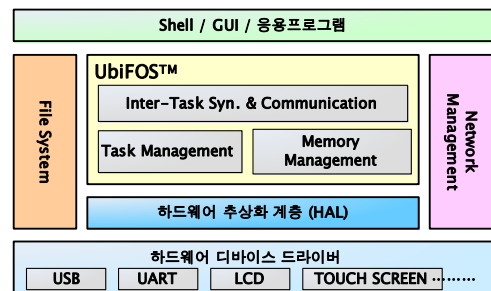 Shell / GUI / 응용프로그램
File System
UbiFOS™
Inter-Task Syn. & Communication
Task Management
Memory
Management
Network
Management
하드웨어 추상화 계층 (HAL)
하드웨어 디바이스 드라이버
USB
UART
LCD
TOUCH SCREEN ………